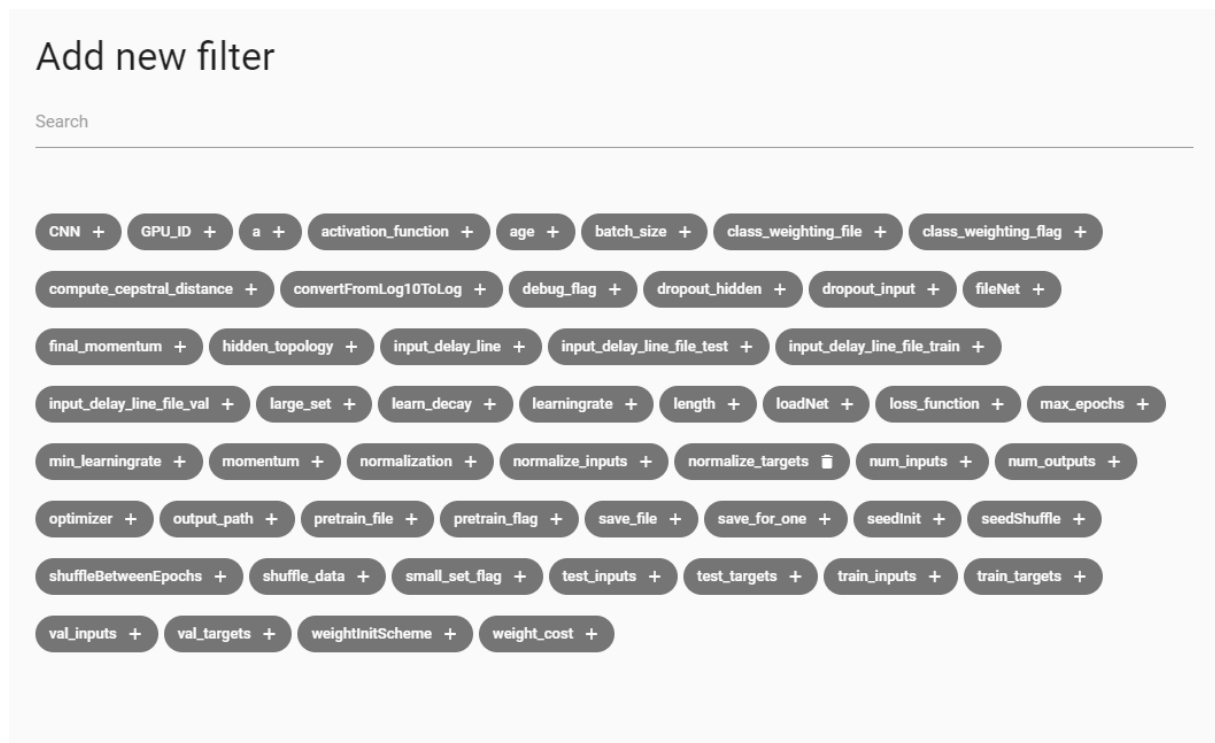 Add new filter
Search
CNN + GPU_ID + a + activation_function + age + batch_size + class_weighting_file + class_weighting_flag +
compute_cepstral_distance + convertFromLog10ToLog + debug_flag + dropout_hidden + dropout_input + fileNet +
final_momentum + hidden_topology + input_delay_line + input_delay_line_file_test + input_delay_line_file_train +
input_delay_line_file_val + large_set + learn_decay + learningrate + length + loadNet + loss_function + max_epochs +
min_learningrate + momentum + normalization + normalize_inputs + normalize_targets num_inputs + num_outputs +
optimizer + output_path + pretrain_file + pretrain_flag + save_file + save_for_one + seedInit + seedShuffle +
shuffleBetweenEpochs + shuffle_data + small_set_flag + test_inputs + test_targets + train_inputs + train_targets +
val_inputs + val_targets + weightInitScheme + weight_cost +